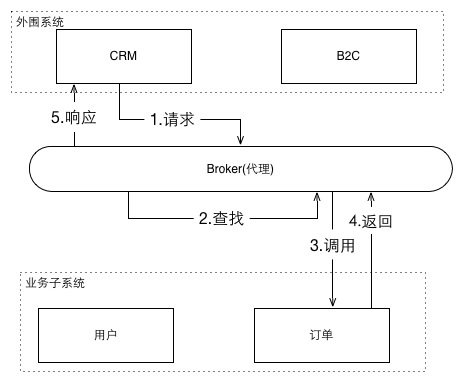 外围系统
CRM
B2C
5.响应
1.请求
Broker(代理)
2.查找
4.返回
3.调用
业务子系统
用户
订单